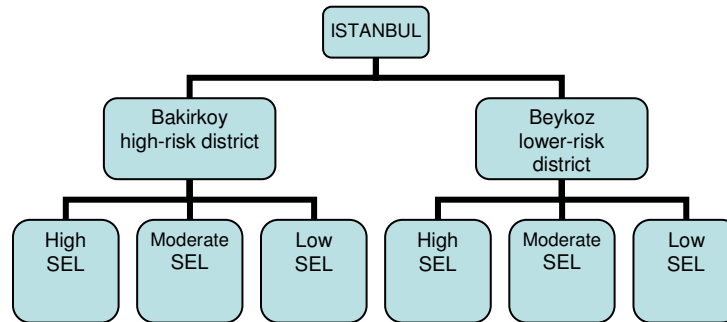 ISTANBUL
Bakirkoy
high-risk district
Beykoz
lower-risk
district
High
SEL
Moderate
SEL
Low
SEL
High
SEL
Moderate
SEL
Low
SEL